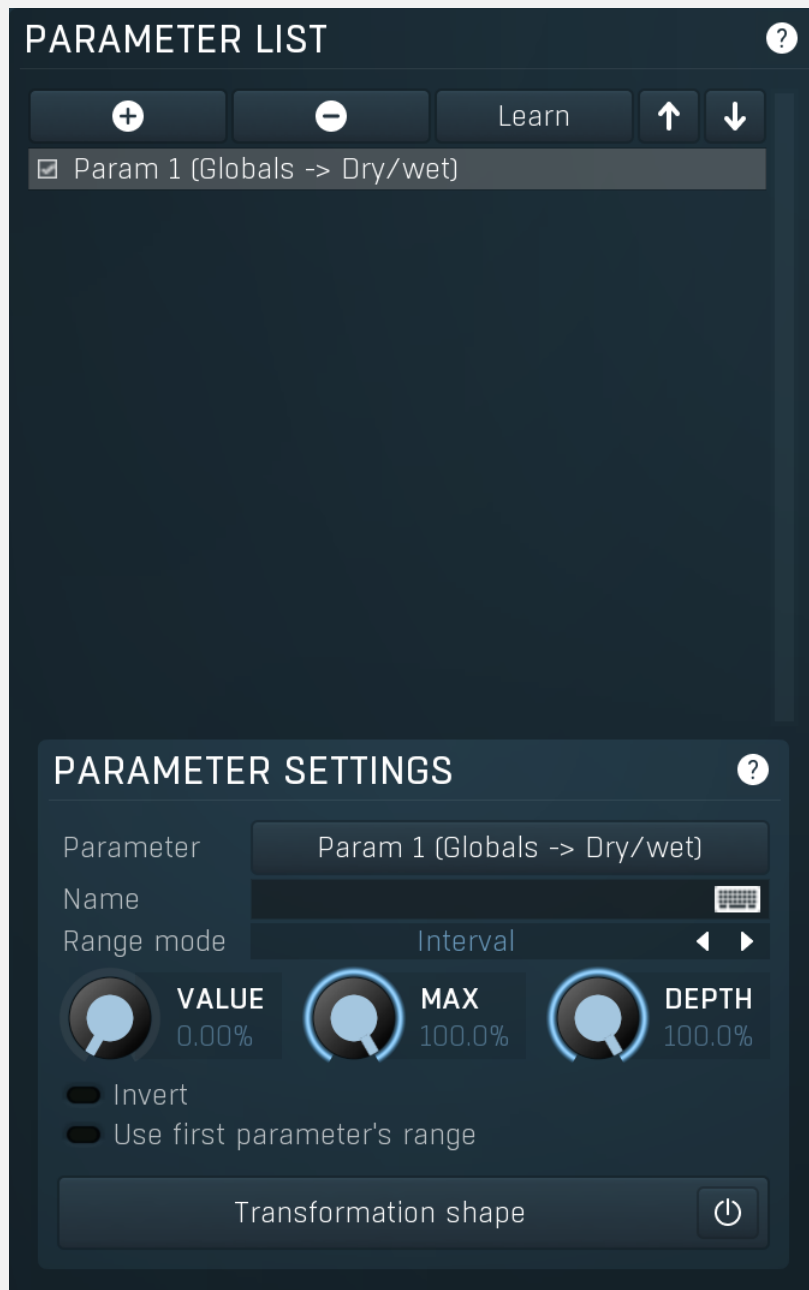 PARAMETER LIST ?
Learn
Param 1 (Globals -> Dry/wet)
PARAMETER SETTINGS ?
Parameter Param 1 (Globals -> Dry/wet)
Name
Range mode Interval
VALUE MAX DEPTH
0.00% 100.0% 100.0%
Invert
Use first parameter's range
Transformation shape